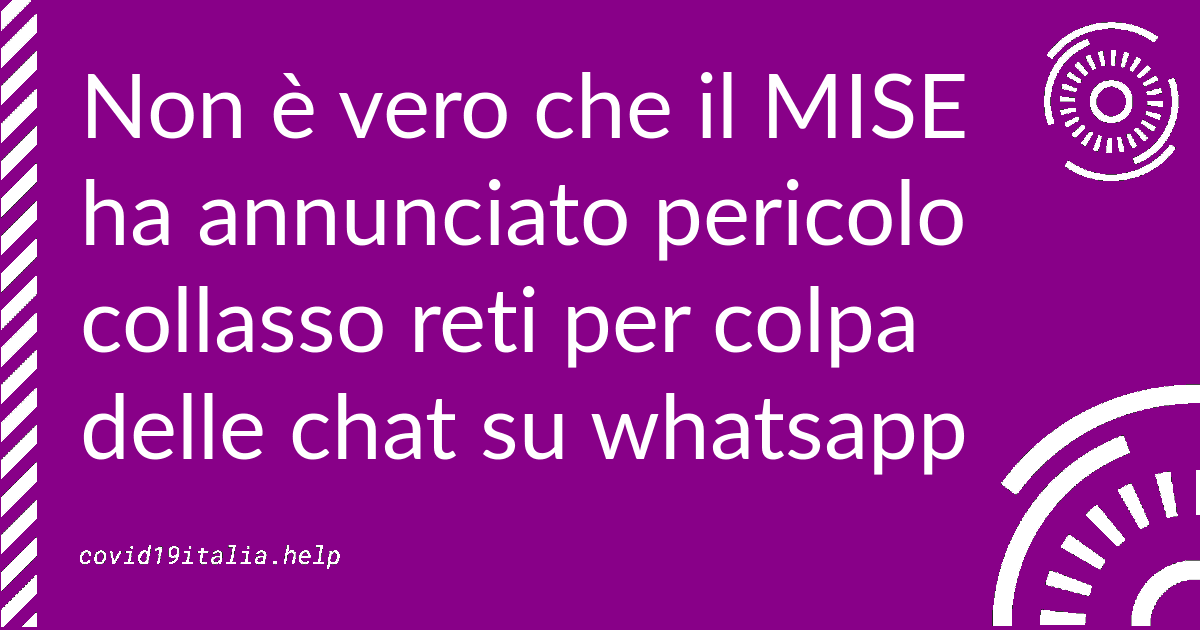 Non è vero che il MISE
ha annunciato pericolo
collasso reti per colpa
delle chat su whatsapp
covid19italia.help